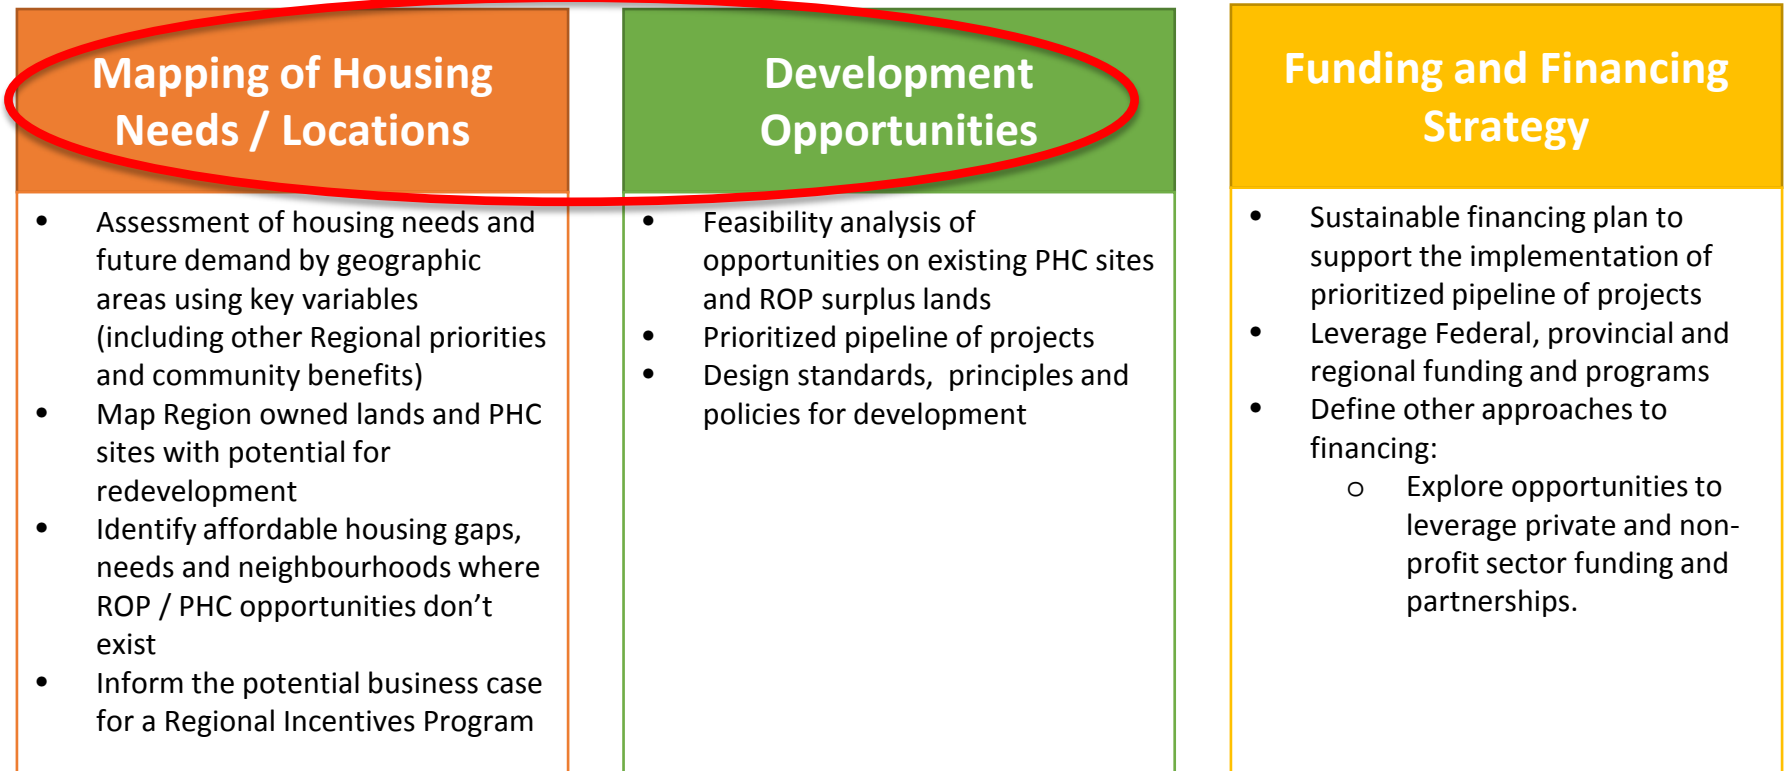 Mapping of Housing
Needs / Locations
• Assessment of housing needs and
future demand by geographic
areas using key variables
(including other Regional priorities
and community benefits)
• Map Region owned lands and PHC
sites with potential for
redevelopment
• Identify affordable housing gaps,
needs and neighbourhoods where
ROP / PHC opportunities don’t
exist
• Inform the potential business case
for a Regional Incentives Program
Development
Opportunities
• Feasibility analysis of
opportunities on existing PHC sites
and ROP surplus lands
• Prioritized pipeline of projects
• Design standards,  principles and
policies for development
Funding and Financing
Strategy
• Sustainable financing plan to
support the implementation of
prioritized pipeline of projects
• Leverage Federal, provincial and
regional funding and programs
• Define other approaches to
financing:
o Explore opportunities to
leverage private and non-
profit sector funding and
partnerships.